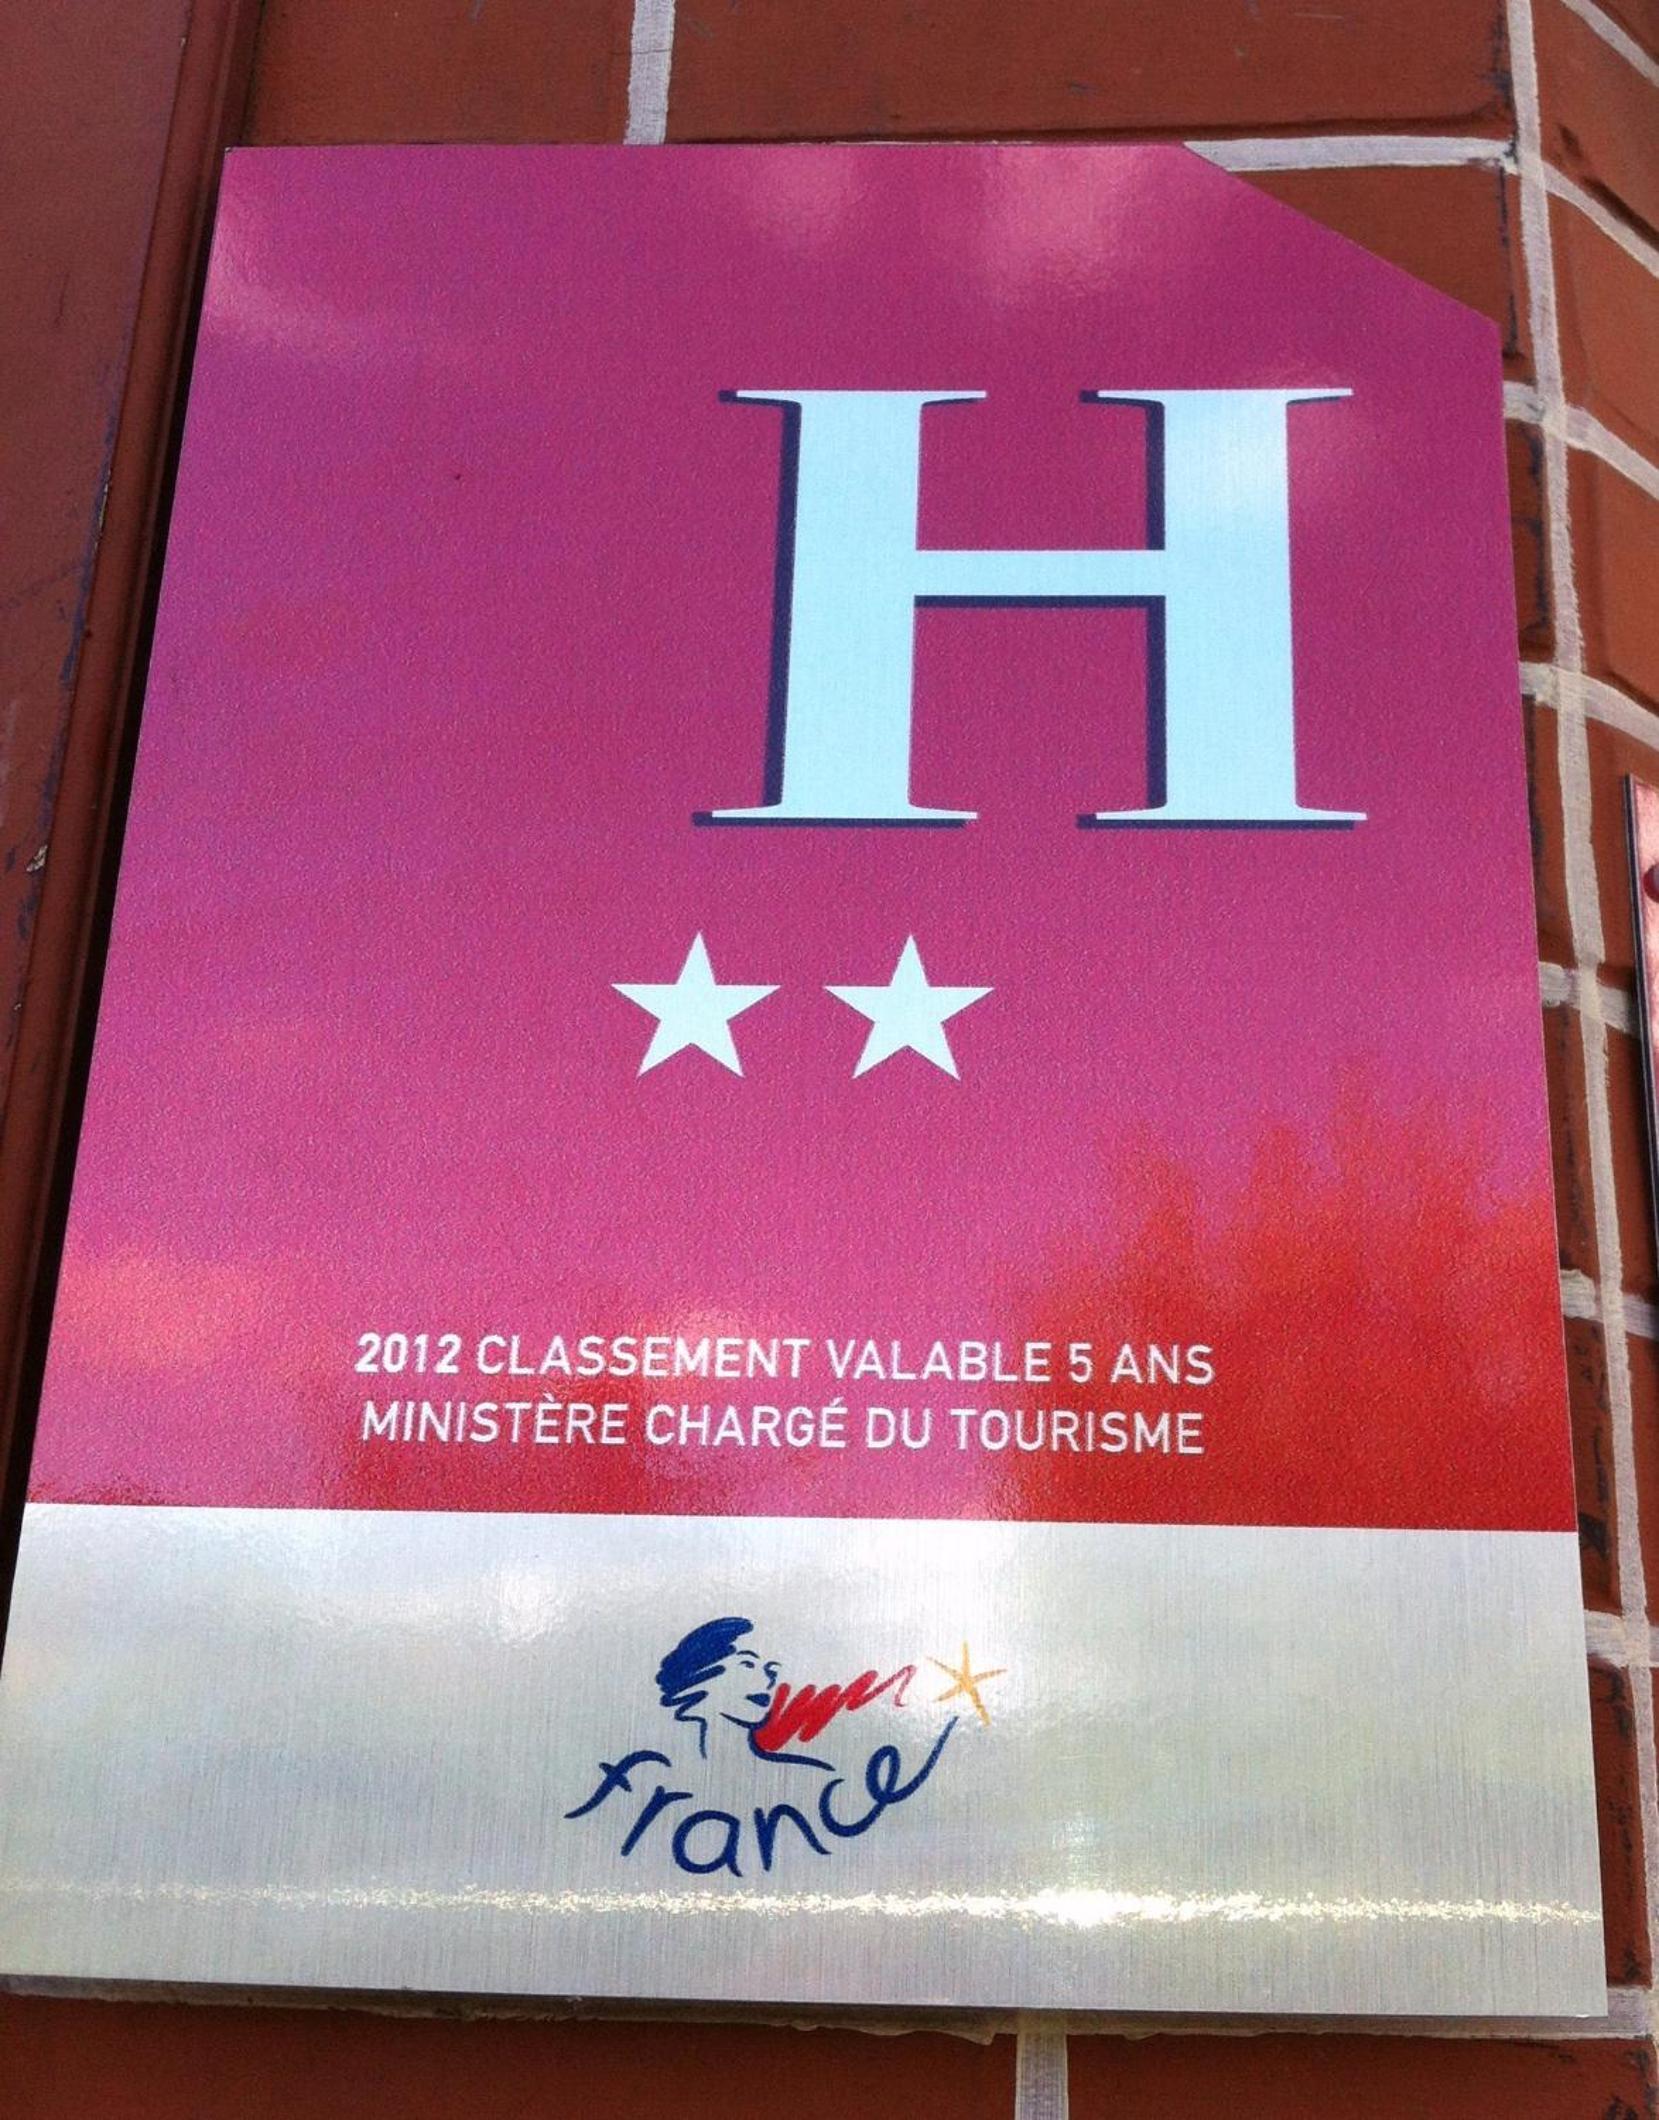 H
2012 CLASSEMENT VALABLE 5 ANS
MINISTÈRE CHARGÉ DU TOURISME
france